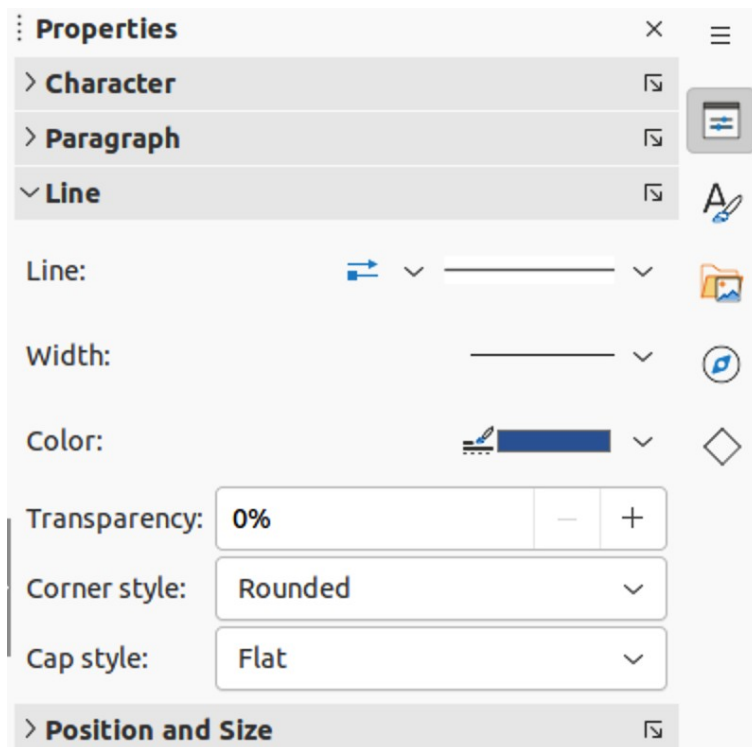 Properties
Character
Paragraph
Line
Line:
Width:
Color:
Transparency: 0%
Corner style: Rounded
Cap style: Flat
Position and Size